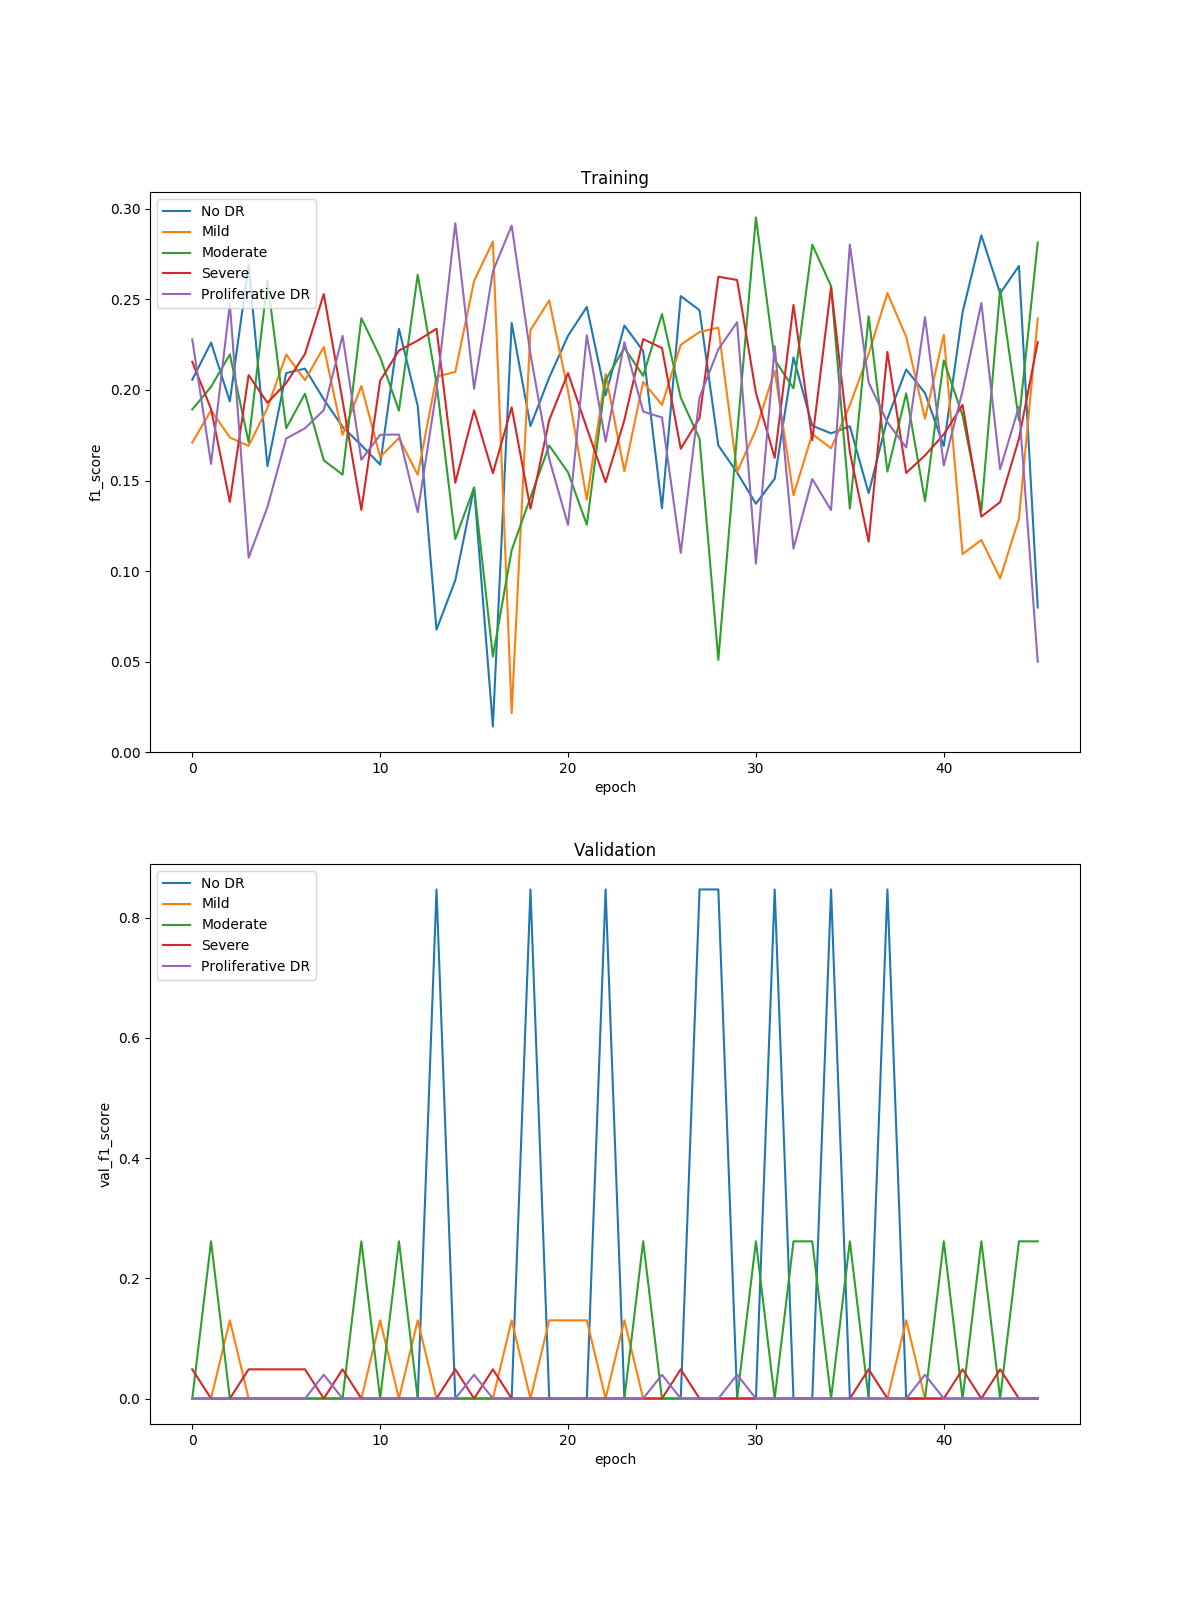 Training
0.30
0.25
0.20
0.15
0.10
0.05
0.00
f1_score
No DR
Mild
Moderate
Severe
Proliferative DR
0 10 20 30 40
epoch
Validation
0.8
0.6
0.4
0.2
0.0
val_f1_score
No DR
Mild
Moderate
Severe
Proliferative DR
0 10 20 30 40
epoch